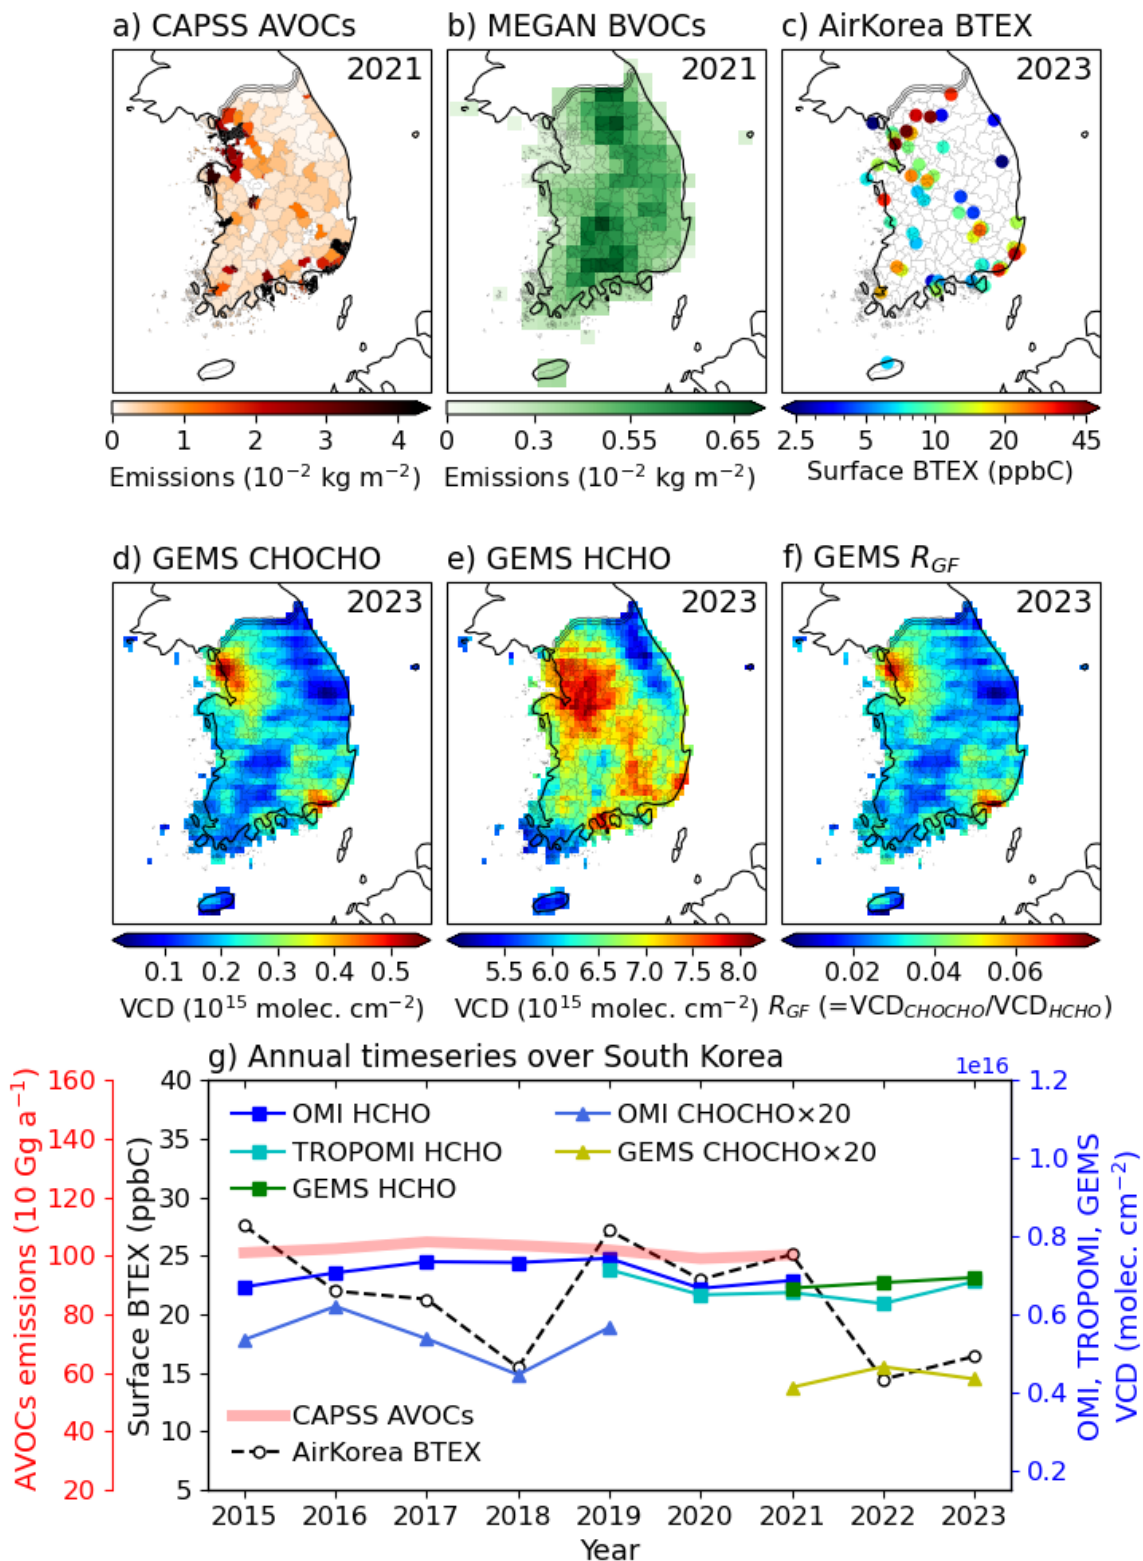 a) CAPSS AVOCs
b) MEGAN BVOCs
c) AirKorea BTEX
2021
2021
2023
0 1 2 3 4
0 0.3 0.55 0.65
2.5 5 10 20 45
Emissions (10⁻² kg m⁻²)
Emissions (10⁻² kg m⁻²)
Surface BTEX (ppbC)
d) GEMS CHOCHO
e) GEMS HCHO
f) GEMS R_GF
2023
2023
2023
0.1 0.2 0.3 0.4 0.5
5.5 6.0 6.5 7.0 7.5 8.0
0.02 0.04 0.06
VCD (10¹⁵ molec. cm⁻²)
VCD (10¹⁵ molec. cm⁻²)
R_GF (=VCD_CHOCHO/VCD_HCHO)
g) Annual timeseries over South Korea
1e16
AVOCs emissions (10 Gg a⁻¹)
160
140
120
100
80
60
40
20
Surface BTEX (ppbC)
40
35
30
25
20
15
10
5
OMI HCHO
TROPOMI HCHO
GEMS HCHO
OMI CHOCHO×20
GEMS CHOCHO×20
CAPSS AVOCs
AirKorea BTEX
1.2
1.0
0.8
0.6
0.4
0.2
OMI, TROPOMI, GEMS
VCD (molec. cm⁻²)
2015 2016 2017 2018 2019 2020 2021 2022 2023
Year